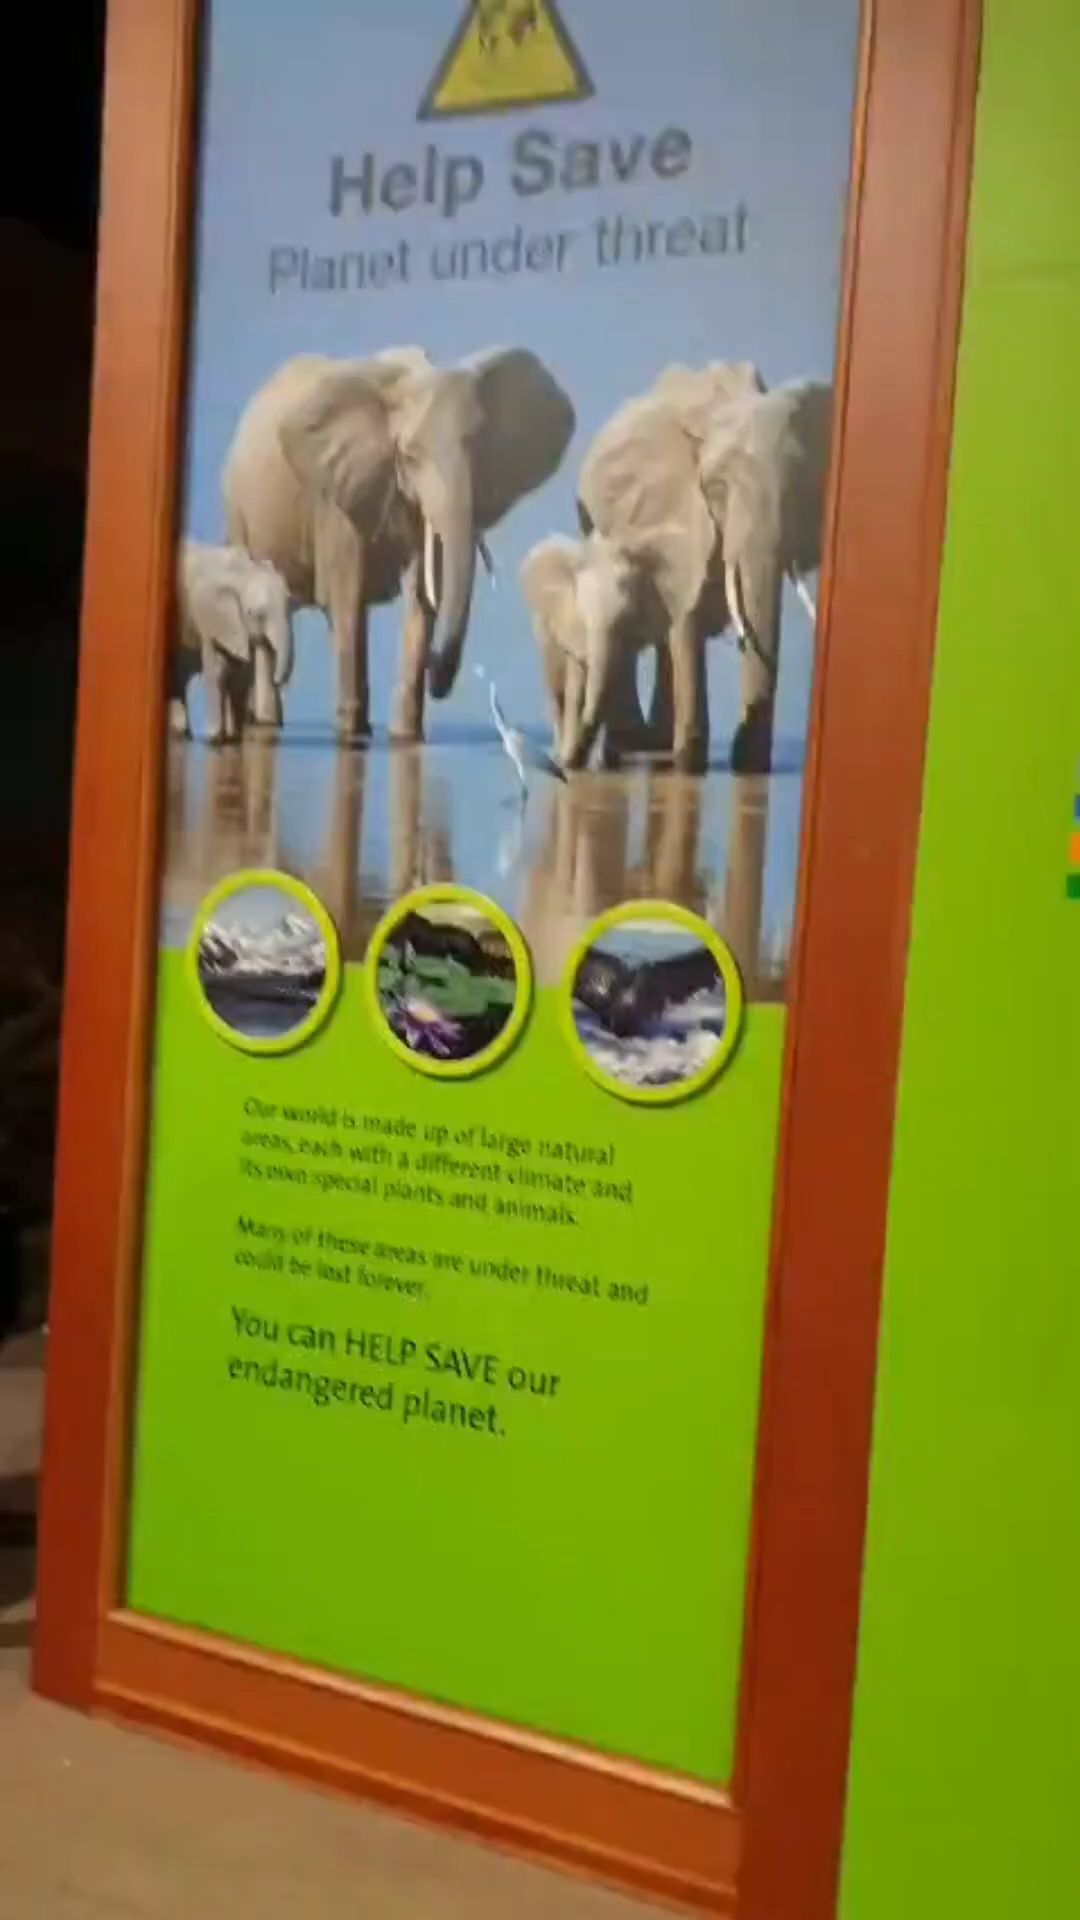 Help Save
Planet under threat
Our world is made up of large natural
areas, each with a different climate and
its own special plants and animals.
Many of these areas are under threat and
could be lost forever.
You can HELP SAVE our
endangered planet.